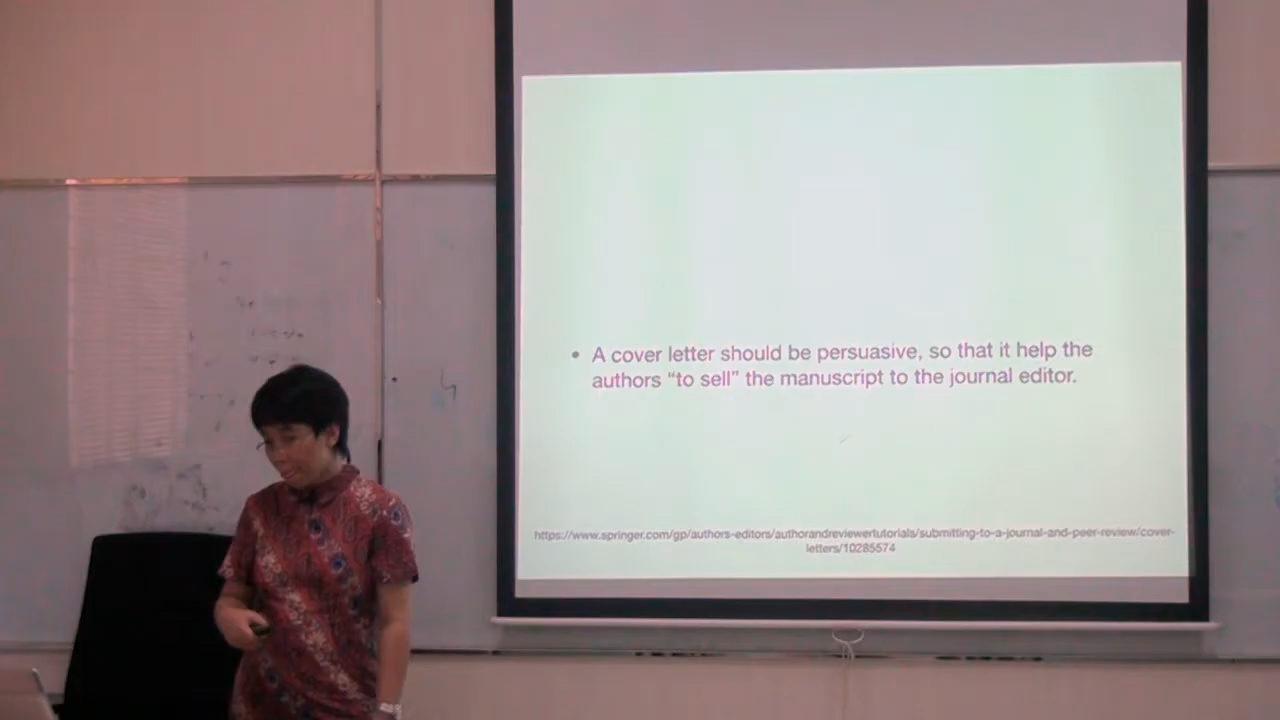 • A cover letter should be persuasive, so that it help the
authors “to sell” the manuscript to the journal editor.
https://www.springer.com/gp/authors-editors/authorandreviewertutorials/submitting-to-a-journal-and-peer-review/cover-
letters/10285574